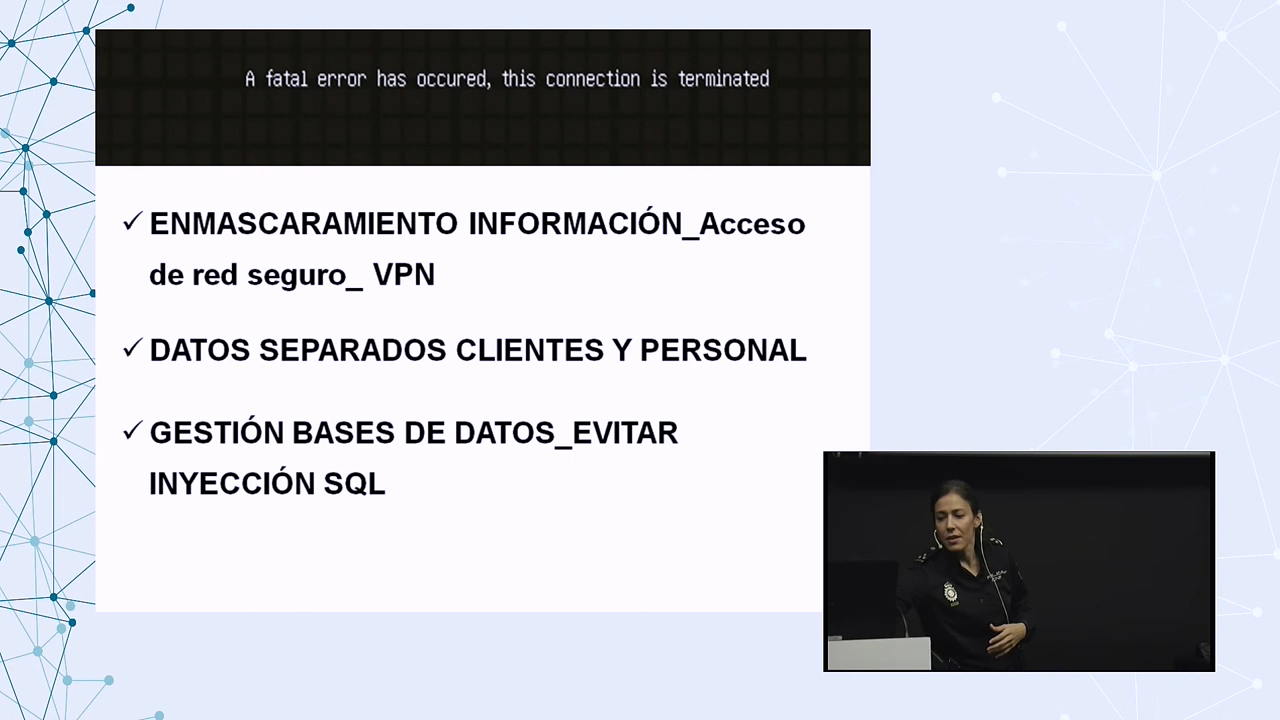 A fatal error has occured, this connection is terminated
✓ ENMASCARAMIENTO INFORMACIÓN_Acceso
de red seguro_ VPN
✓ DATOS SEPARADOS CLIENTES Y PERSONAL
✓ GESTIÓN BASES DE DATOS_EVITAR
INYECCIÓN SQL